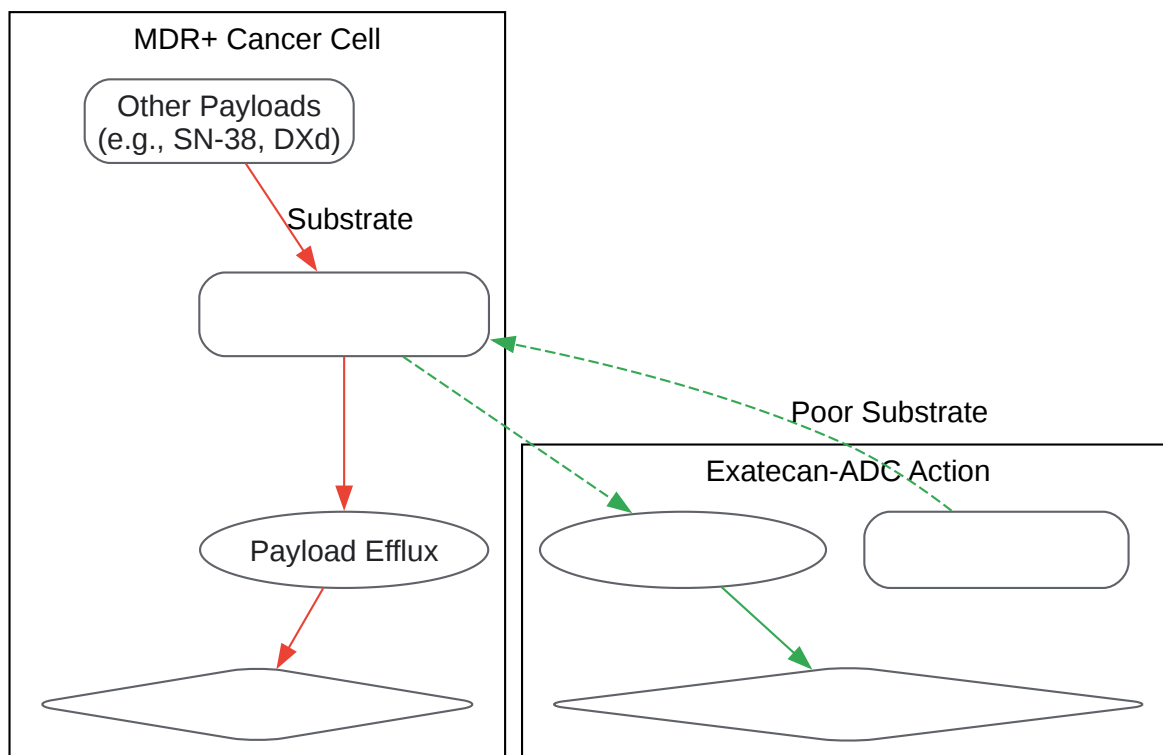 MDR+ Cancer Cell
Other Payloads
(e.g., SN-38, DXd)
Substrate
Poor Substrate
Exatecan-ADC Action
Payload Efflux